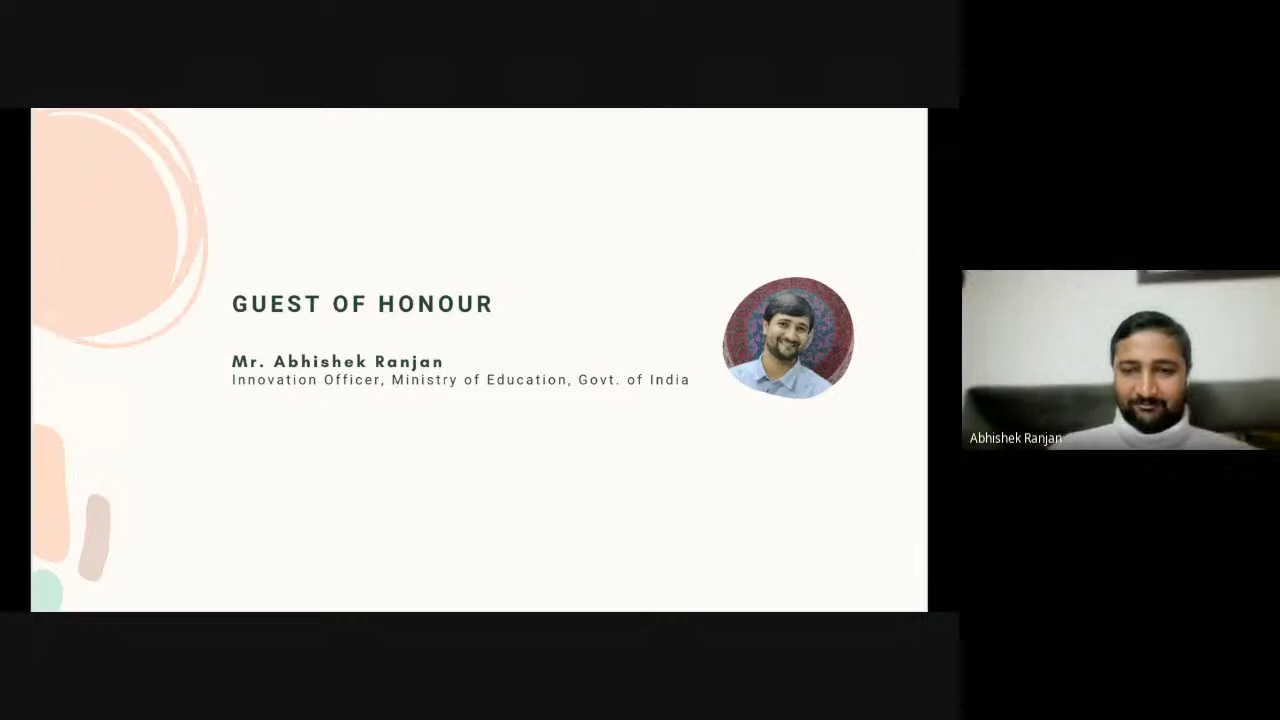 GUEST OF HONOUR
Mr. Abhishek Ranjan
Innovation Officer, Ministry of Education, Govt. of India
Abhishek Ranjan